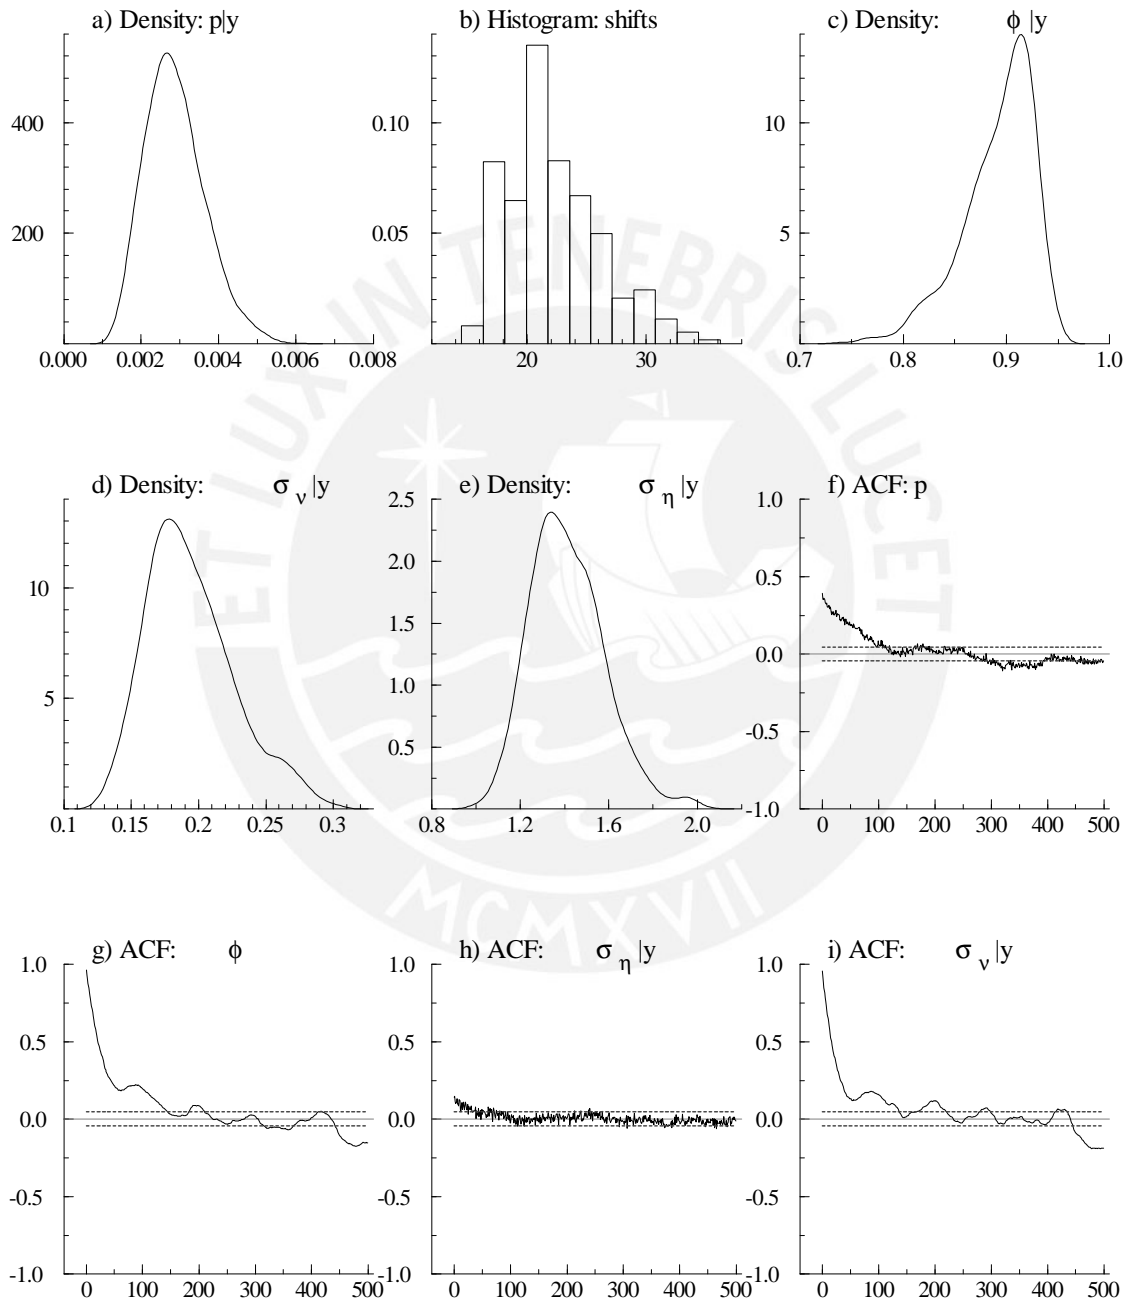 a) Density: p|y
b) Histogram: shifts
c) Density: ϕ |y
400
200
0.000 0.002 0.004 0.006 0.008
0.10
0.05
20 30
10
5
0.7 0.8 0.9 1.0
d) Density: σ ν |y
e) Density: σ η |y
f) ACF: p
10
5
0.1 0.15 0.2 0.25 0.3
2.5
2.0
1.5
1.0
0.5
0.8 1.2 1.6 2.0
1.0
0.5
0.0
-0.5
-1.0
0 100 200 300 400 500
g) ACF: ϕ
h) ACF: σ η |y
i) ACF: σ ν |y
1.0
0.5
0.0
-0.5
-1.0
0 100 200 300 400 500
1.0
0.5
0.0
-0.5
-1.0
0 100 200 300 400 500
1.0
0.5
0.0
-0.5
-1.0
0 100 200 300 400 500
ET LUX IN TENEBRIS LUCET
MCMXVII